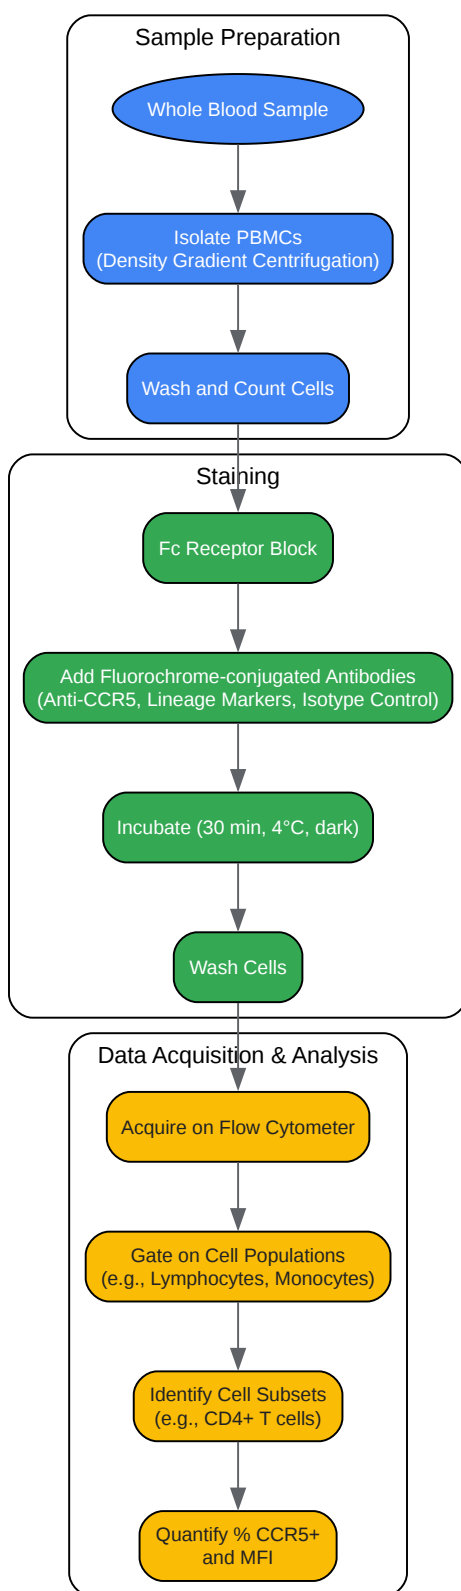 Sample Preparation
Whole Blood Sample
Isolate PBMCs
(Density Gradient Centrifugation)
Wash and Count Cells
Staining
Fc Receptor Block
Add Fluorochrome-conjugated Antibodies
(Anti-CCR5, Lineage Markers, Isotype Control)
Incubate (30 min, 4°C, dark)
Wash Cells
Data Acquisition & Analysis
Acquire on Flow Cytometer
Gate on Cell Populations
(e.g., Lymphocytes, Monocytes)
Identify Cell Subsets
(e.g., CD4+ T cells)
Quantify % CCR5+
and MFI